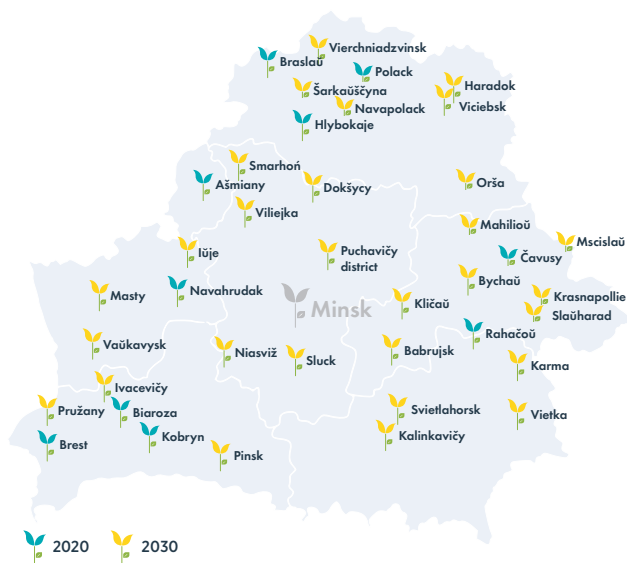 Vierchniadzvinsk
Braslaŭ
Polack
Haradok
Šarkaŭščyna
Navapolack
Viciebsk
Hlybokaje
Smarhoń
Ašmiany
Dokšycy
Orša
Viliejka
Mahilioŭ
Mscislaŭ
Iŭje
Puchavičy
district
Čavusy
Bychaŭ
Navahrudak
Masty
Krasnapollie
Kličaŭ
Minsk
Slaŭharad
Rahačoŭ
Vaŭkavysk
Niasviž
Babrujsk
Sluck
Karma
Ivacevičy
Pružany
Biaroza
Svietlahorsk
Vietka
Kobryn
Kalinkavičy
Brest
Pinsk
2020
2030